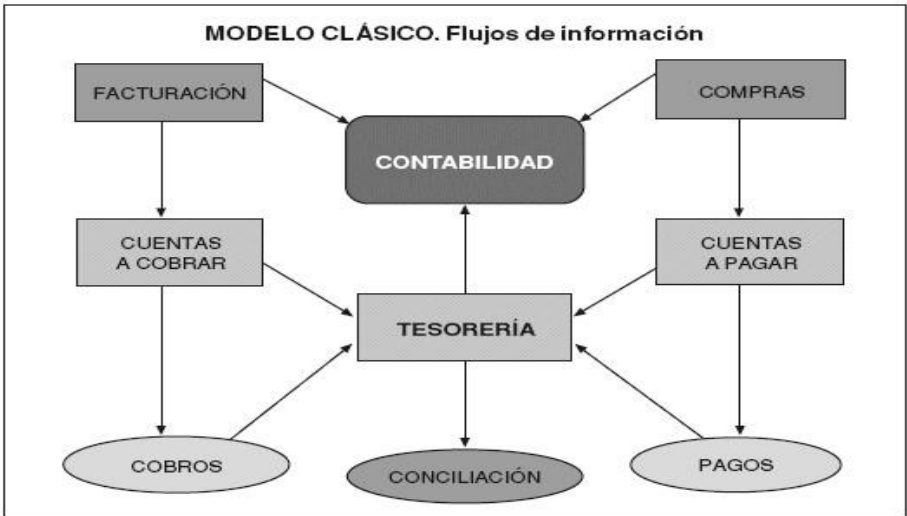 MODELO CLÁSICO. Flujos de información
FACTURACIÓN
COMPRAS
CONTABILIDAD
CUENTAS
A COBRAR
CUENTAS
A PAGAR
TESORERÍA
COBROS
CONCILIACIÓN
PAGOS